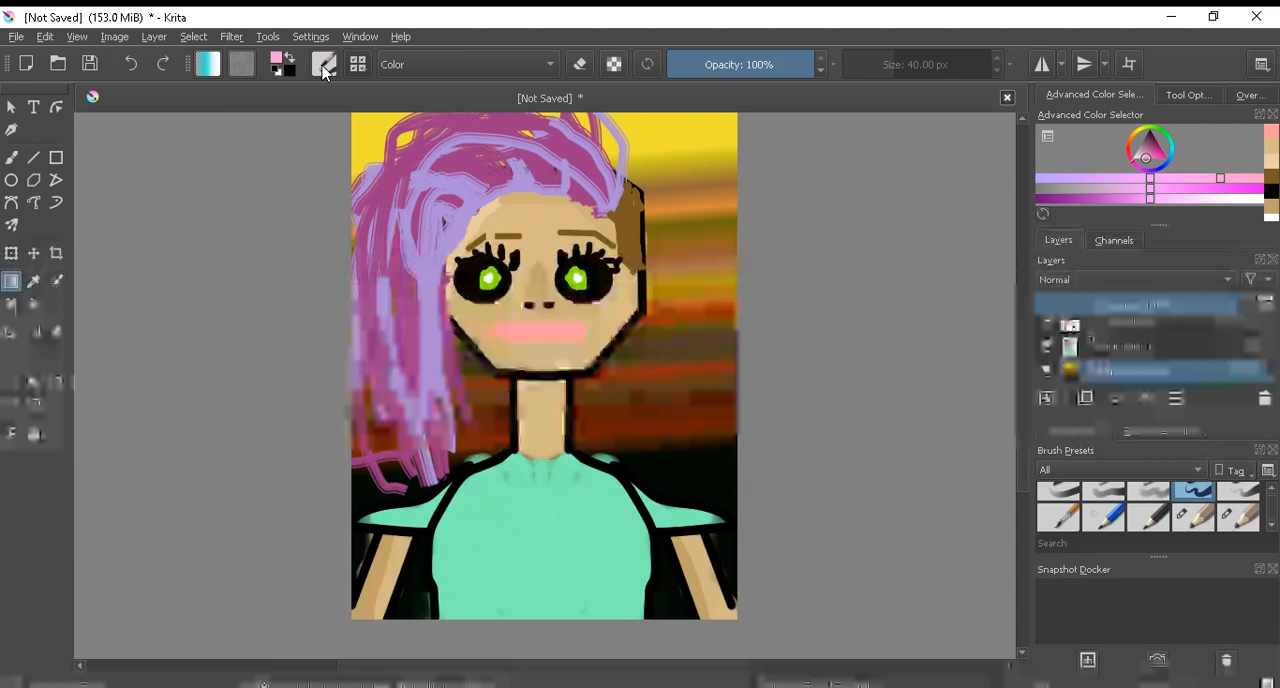 [Not Saved] (153.0 MiB) * - Krita
File Edit View Image Layer Select Filter Tools Settings Window Help
Color Opacity: 100% Size: 40.00 px
[Not Saved] *
Advanced Color Sele... Tool Opt... Over...
Advanced Color Selector
Layers Channels
Layers
Normal
Brush Presets
All Tag
Search
Snapshot Docker